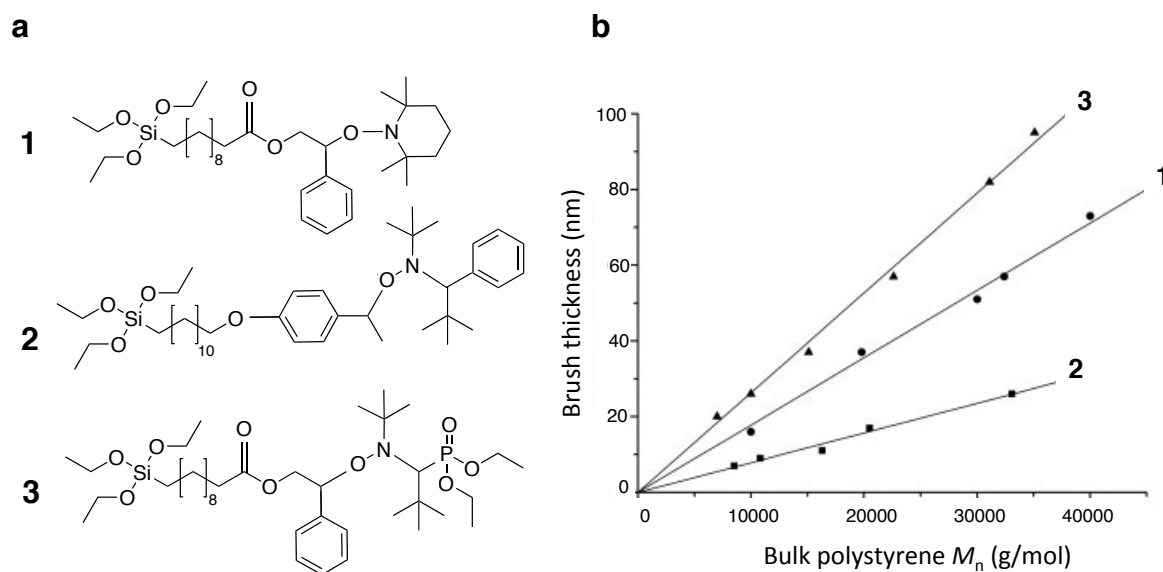 a
b
1
O
O
O
Si
8
O
O
O
N
2
O
O
O
Si
10
O
O
N
3
O
O
O
Si
8
O
O
O
N
P
O
O
O
Brush thickness (nm)
100
80
60
40
20
0
0 10000 20000 30000 40000
Bulk polystyrene Mn (g/mol)
3
1
2